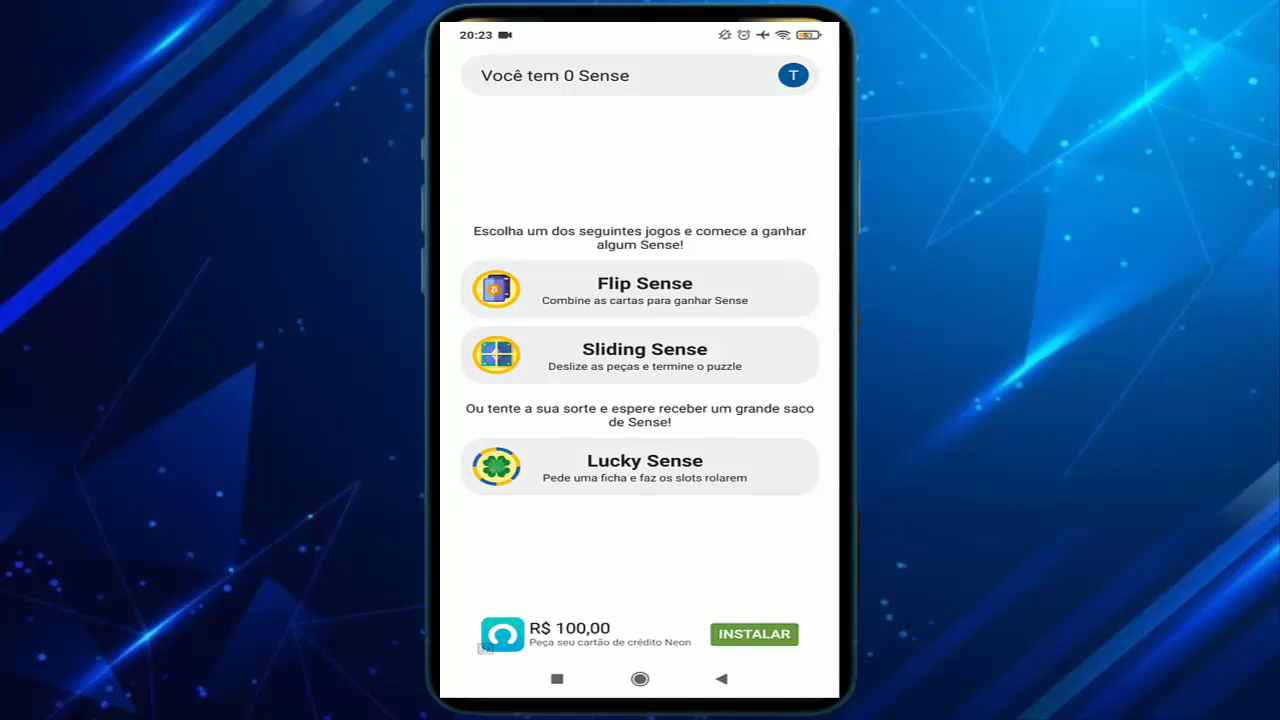 20:23
53
Você tem 0 Sense
T
Escolha um dos seguintes jogos e comece a ganhar
algum Sense!
Flip Sense
Combine as cartas para ganhar Sense
Sliding Sense
Deslize as peças e termine o puzzle
Ou tente a sua sorte e espere receber um grande saco
de Sense!
Lucky Sense
Pede uma ficha e faz os slots rolarem
R$ 100,00
Peça seu cartão de crédito Neon
INSTALAR